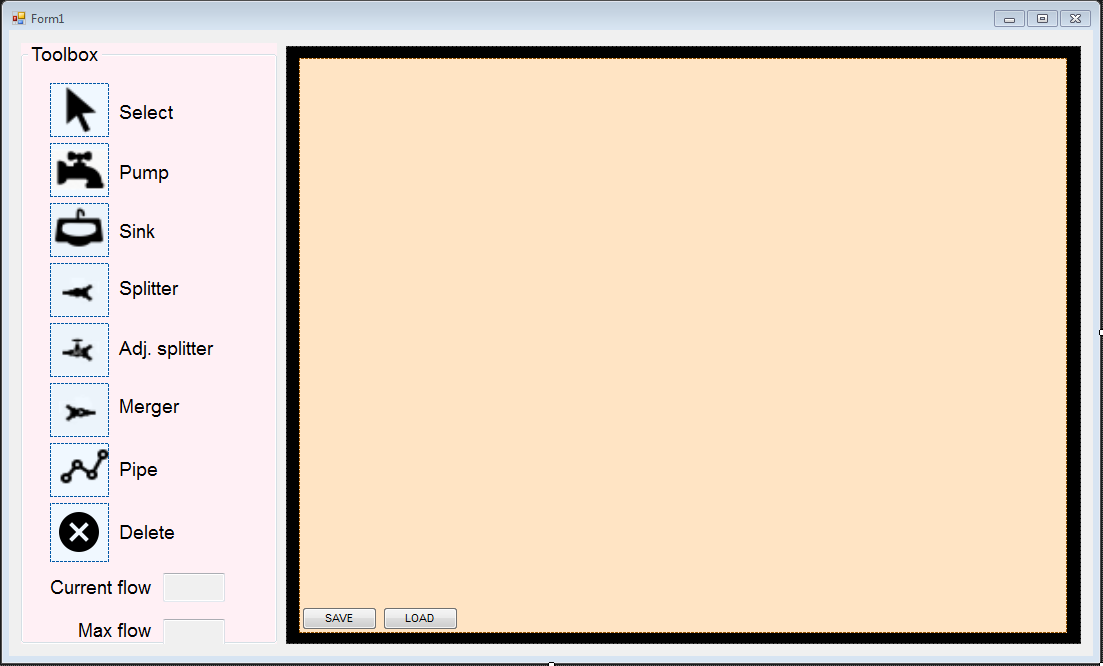 Form1
Toolbox
Select
Pump
Sink
Splitter
Adj. splitter
Merger
Pipe
Delete
Current flow
Max flow
SAVE LOAD